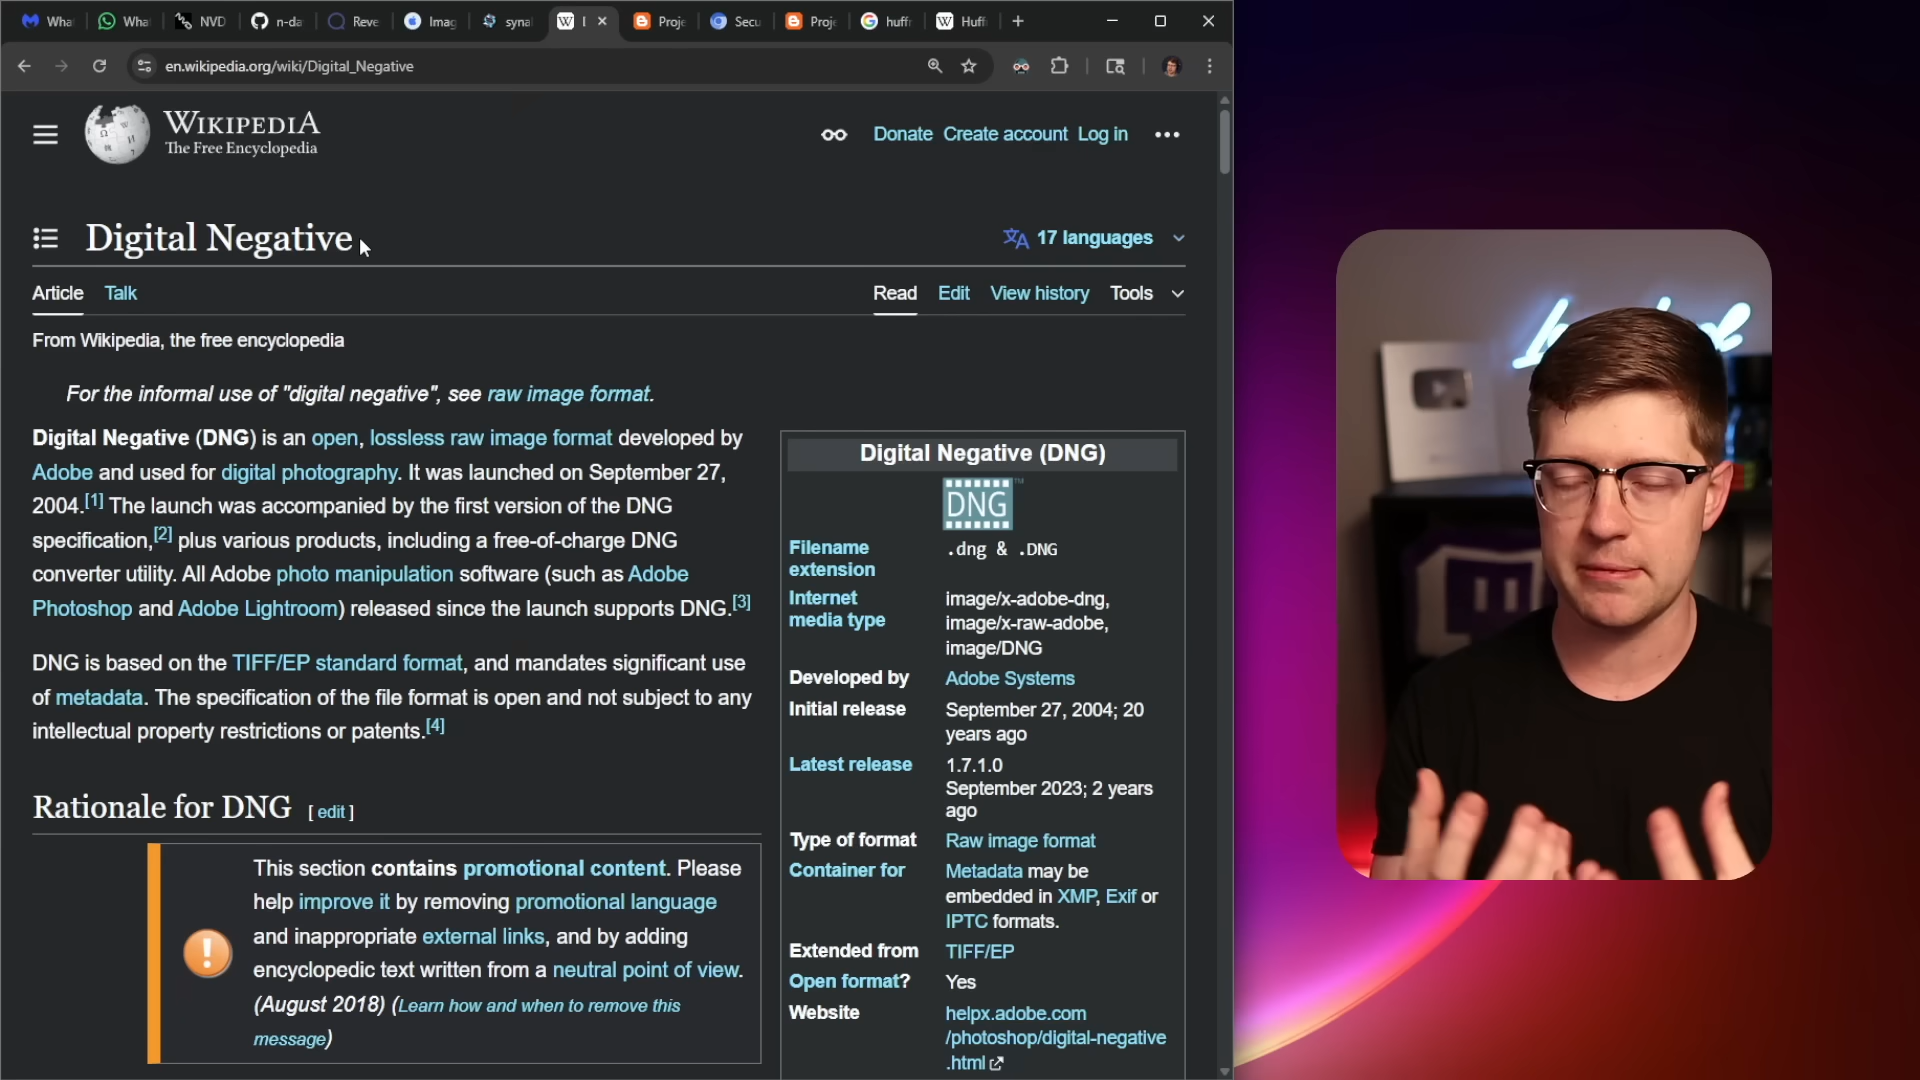 Wha
Wha
NVD
n-da
Reve
Imag
syna
Proje
Secu
Proje
huffr
Huff
en.wikipedia.org/wiki/Digital_Negative
WIKIPEDIA
The Free Encyclopedia
Donate Create account Log in
Digital Negative
17 languages
Article Talk
Read Edit View history Tools
From Wikipedia, the free encyclopedia
For the informal use of "digital negative", see raw image format.
Digital Negative (DNG) is an open, lossless raw image format developed by
Adobe and used for digital photography. It was launched on September 27,
2004.[1] The launch was accompanied by the first version of the DNG
specification,[2] plus various products, including a free-of-charge DNG
converter utility. All Adobe photo manipulation software (such as Adobe
Photoshop and Adobe Lightroom) released since the launch supports DNG.[3]
DNG is based on the TIFF/EP standard format, and mandates significant use
of metadata. The specification of the file format is open and not subject to any
intellectual property restrictions or patents.[4]
Rationale for DNG [ edit ]
This section contains promotional content. Please
help improve it by removing promotional language
and inappropriate external links, and by adding
encyclopedic text written from a neutral point of view.
(August 2018) (Learn how and when to remove this
message)
Digital Negative (DNG)
DNG™
Filename
extension
.dng & .DNG
Internet
media type
image/x-adobe-dng,
image/x-raw-adobe,
image/DNG
Developed by
Adobe Systems
Initial release
September 27, 2004; 20
years ago
Latest release
1.7.1.0
September 2023; 2 years
ago
Type of format
Raw image format
Container for
Metadata may be
embedded in XMP, Exif or
IPTC formats.
Extended from
TIFF/EP
Open format?
Yes
Website
helpx.adobe.com
/photoshop/digital-negative
.html